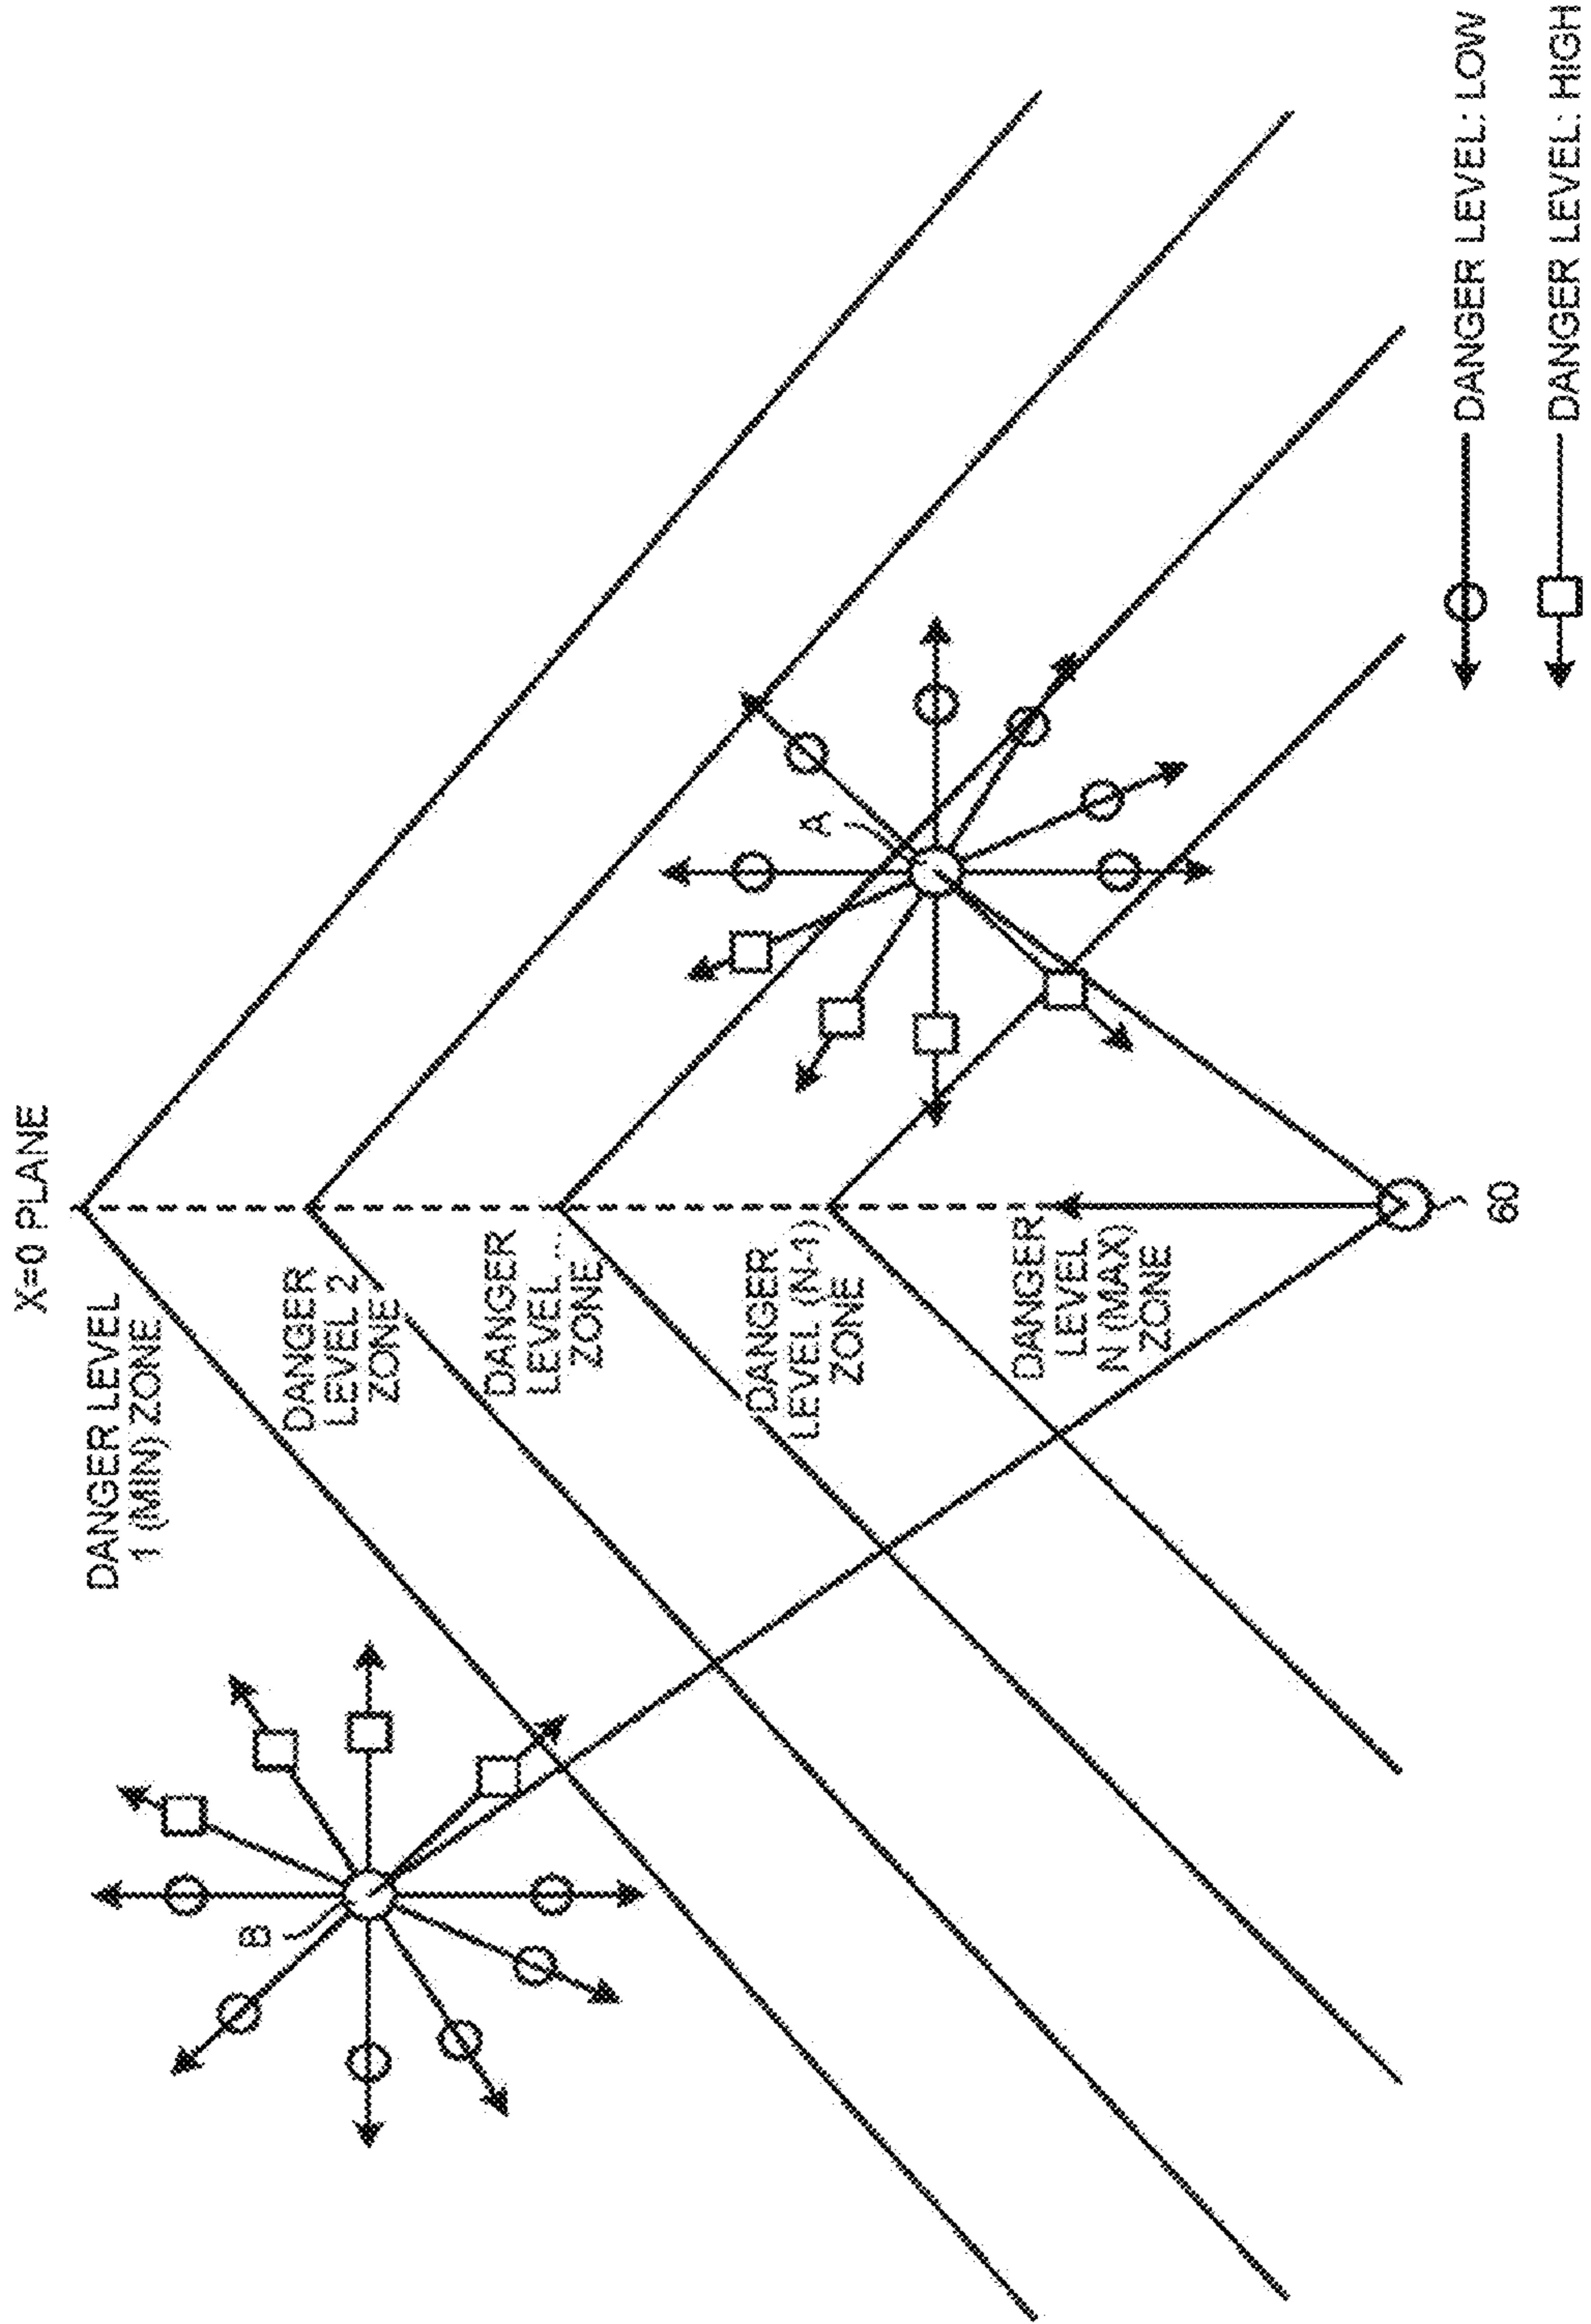 X=0 PLANE
DANGER LEVEL
1 (MIN) ZONE
DANGER
LEVEL 2
ZONE
DANGER
LEVEL ...
ZONE
DANGER
LEVEL (N-1)
ZONE
DANGER
LEVEL
N (MAX)
ZONE
A
B
60
DANGER LEVEL: LOW
DANGER LEVEL: HIGH